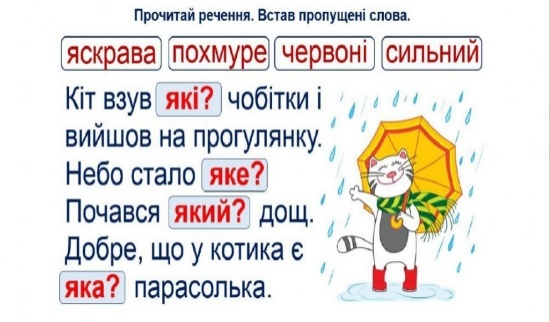 Прочитай речення. Встав пропущені слова.
яскрава похмуре червоні сильний
Кіт взув які? чобітки і
вийшов на прогулянку.
Небо стало яке?
Почався який? дощ.
Добре, що у котика є
яка? парасолька.